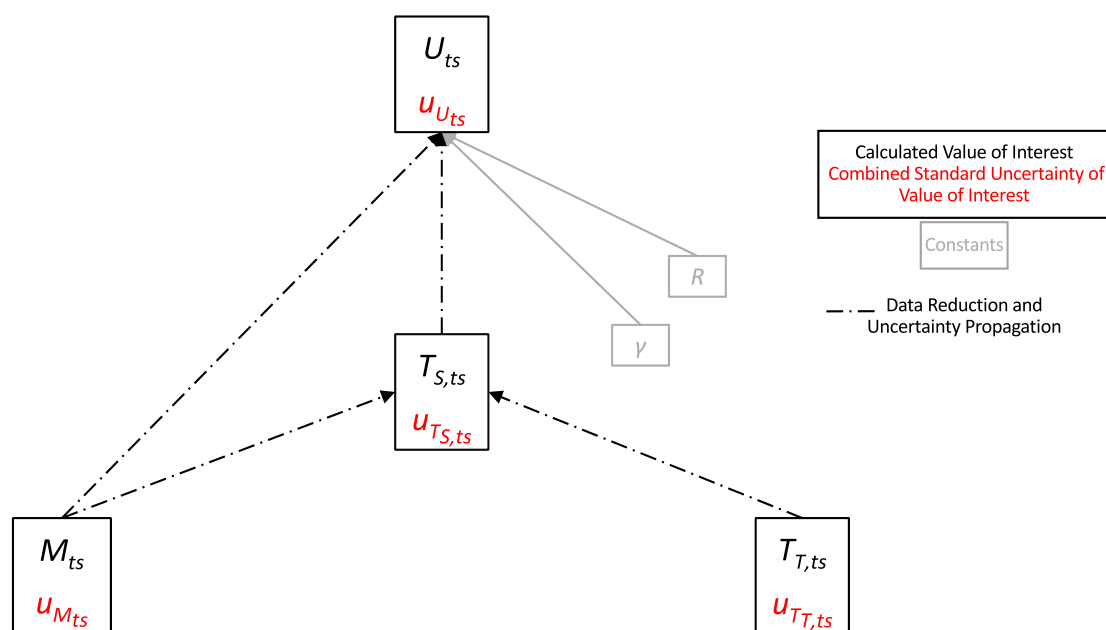 U_ts
u_U_ts
Calculated Value of Interest
Combined Standard Uncertainty of
Value of Interest
Constants
R
Data Reduction and
Uncertainty Propagation
γ
T_S,ts
u_T_S,ts
M_ts
u_M_ts
T_T,ts
u_T_T,ts